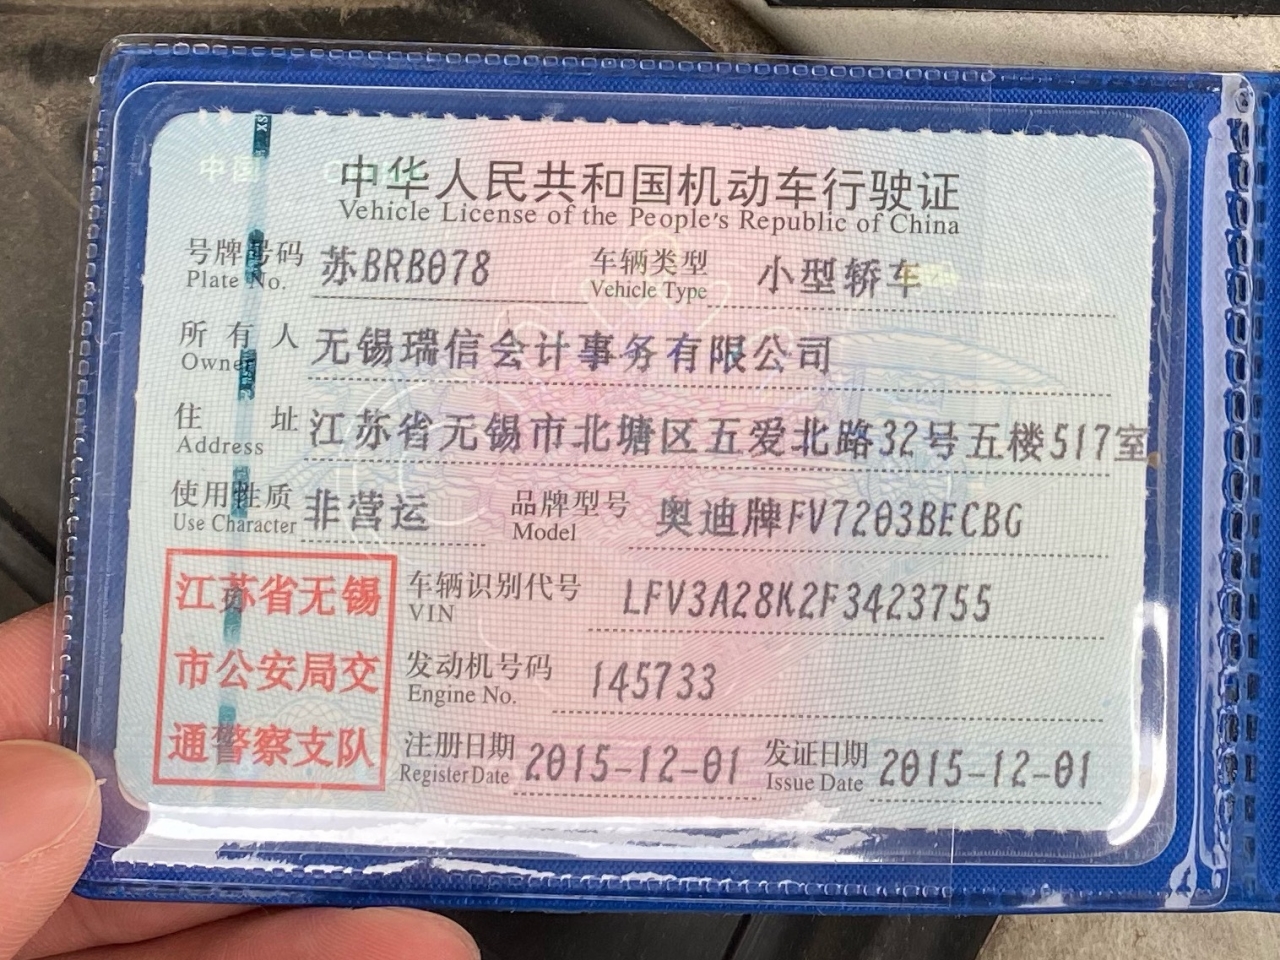 中华人民共和国机动车行驶证
Vehicle License of the People's Republic of China
号牌号码 苏BRB078 车辆类型 小型轿车
Plate No. Vehicle Type
所有人 无锡瑞信会计事务有限公司
Owner
住址 江苏省无锡市北塘区五爱北路32号五楼517室
Address
使用性质 非营运 品牌型号 奥迪牌FV7203BECBG
Use Character Model
江苏省无锡
市公安局交
通警察支队
车辆识别代号 LFV3A28K2F3423755
VIN
发动机号码 145733
Engine No.
注册日期 2015-12-01 发证日期 2015-12-01
Register Date Issue Date